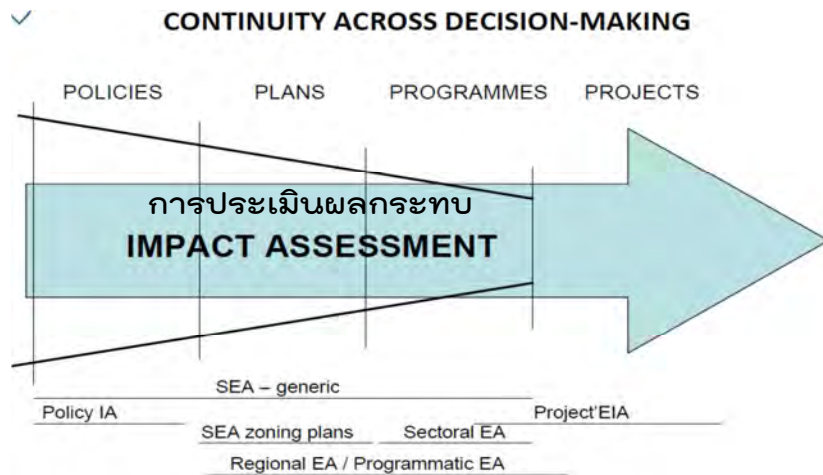 CONTINUITY ACROSS DECISION-MAKING
POLICIES PLANS PROGRAMMES PROJECTS
การประเมินผลกระทบ
IMPACT ASSESSMENT
SEA – generic
Policy IA Project'EIA
SEA zoning plans Sectoral EA
Regional EA / Programmatic EA